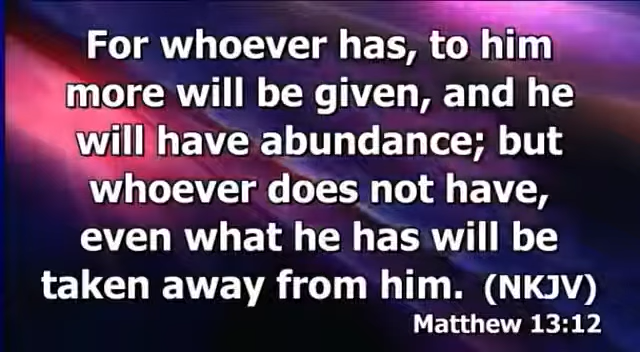 For whoever has, to him
more will be given, and he
will have abundance; but
whoever does not have,
even what he has will be
taken away from him. (NKJV)
Matthew 13:12